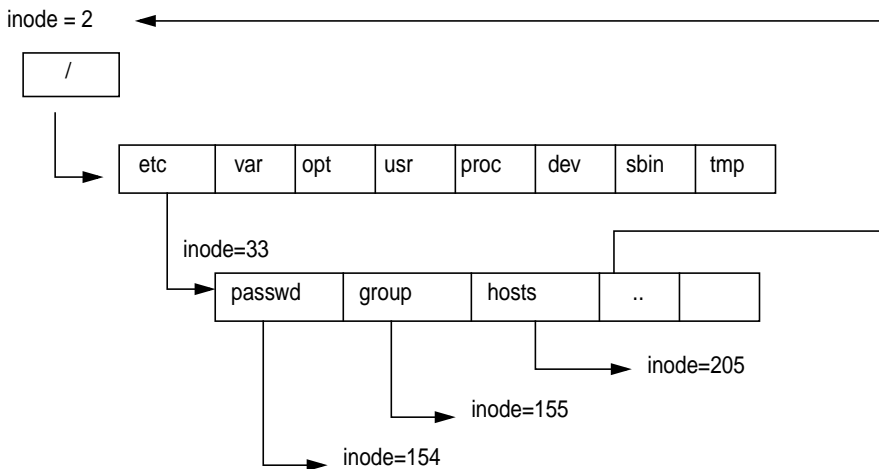 inode = 2
/
etc var opt usr proc dev sbin tmp
inode=33
passwd group hosts ..
inode=205
inode=155
inode=154